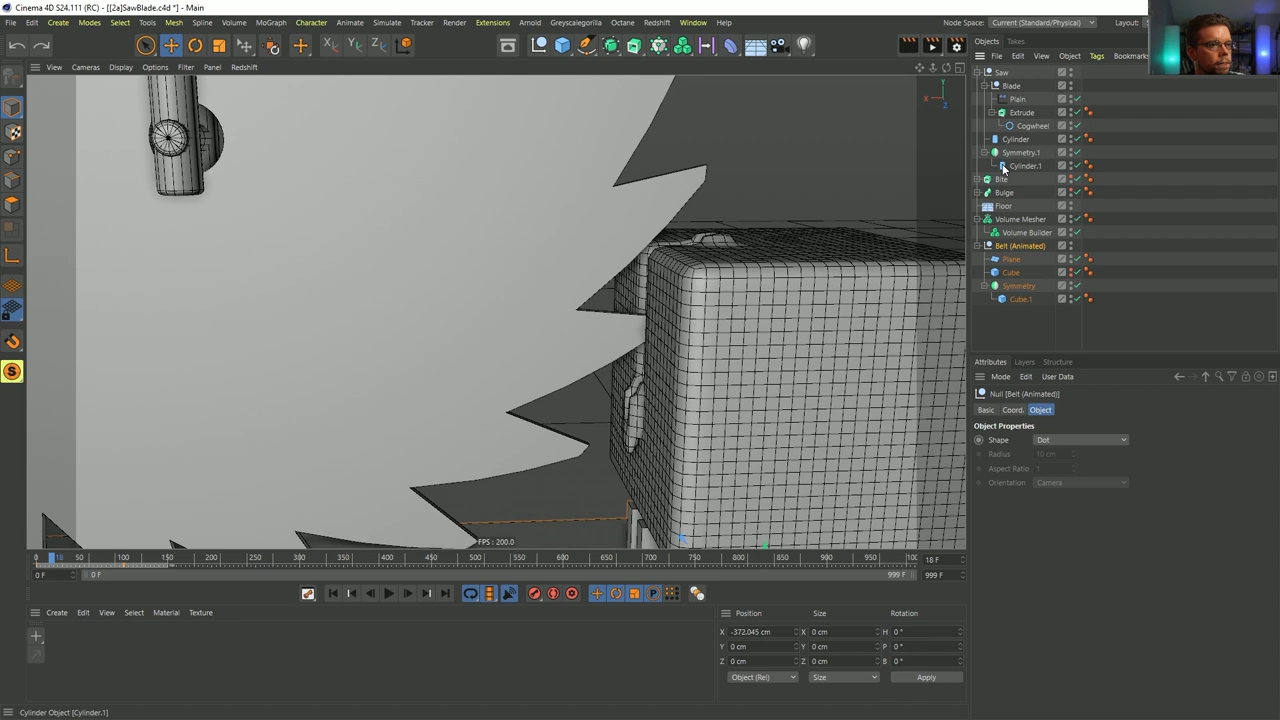 Cinema 4D S24.111 (RC) - [[2a]SawBlade.c4d *] - Main
File Edit Create Modes Select Tools Mesh Spline Volume MoGraph Character Animate Simulate Tracker Render Extensions Arnold Greyscalegorilla Octane Redshift Window Help
Node Space: Current (Standard/Physical) Layout:
View Cameras Display Options Filter Panel Redshift
Objects Takes
File Edit View Object Tags Bookmarks
Saw
Blade
Plain
Extrude
Cogwheel
Cylinder
Symmetry.1
Cylinder.1
Bite
Bulge
Floor
Volume Mesher
Volume Builder
Belt (Animated)
Plane
Cube
Symmetry
Cube.1
X Y Z
Y
X
Z
S
Attributes Layers Structure
Mode Edit User Data
Null [Belt (Animated)]
Basic Coord. Object
Object Properties
Shape Dot
Radius 10 cm
Aspect Ratio 1
Orientation Camera
FPS : 200.0
0 18 50 100 150 200 250 300 350 400 450 500 550 600 650 700 750 800 850 900 950 100 18 F
0 F 0 F 999 F 999 F
Create Edit View Select Material Texture
Position Size Rotation
X -372.045 cm X 0 cm H 0 °
Y 0 cm Y 0 cm P 0 °
Z 0 cm Z 0 cm B 0 °
Object (Rel) Size Apply
Cylinder Object [Cylinder.1]